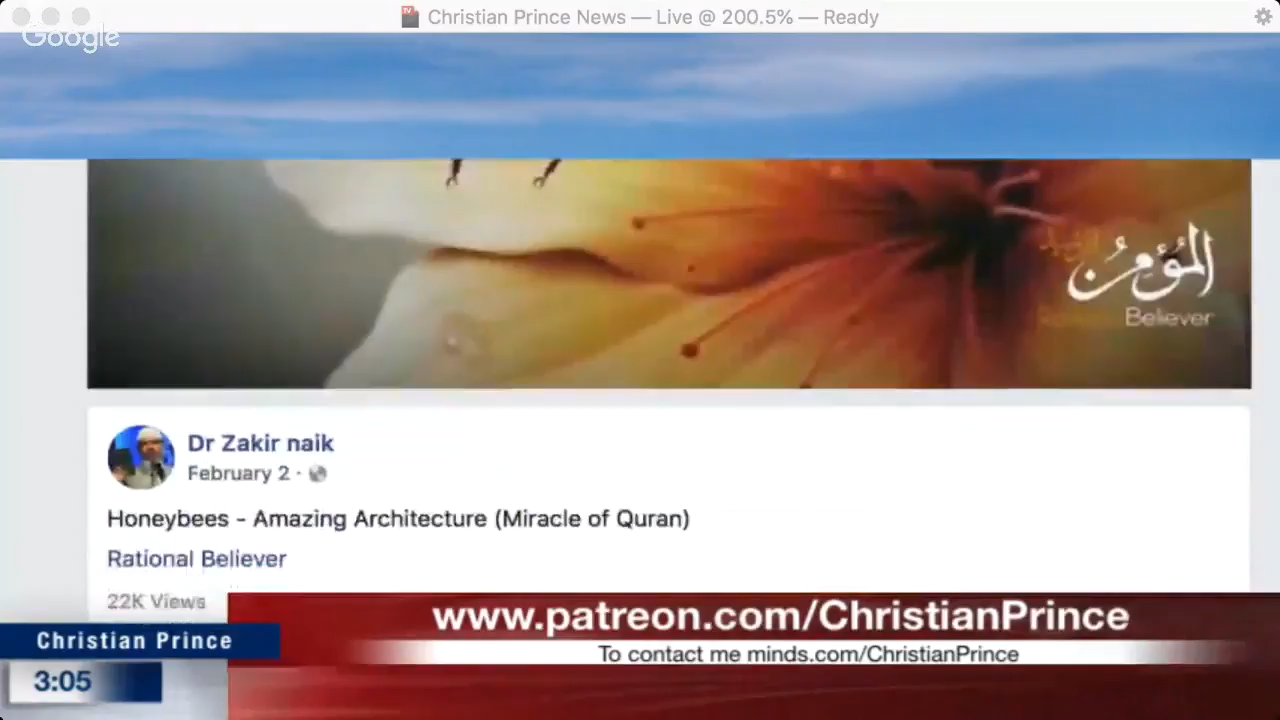 Christian Prince News — Live @ 200.5% — Ready
Google
المؤمن
Believer
Dr Zakir naik
February 2 ·
Honeybees - Amazing Architecture (Miracle of Quran)
Rational Believer
22K Views
www.patreon.com/ChristianPrince
Christian Prince
To contact me minds.com/ChristianPrince
3:05